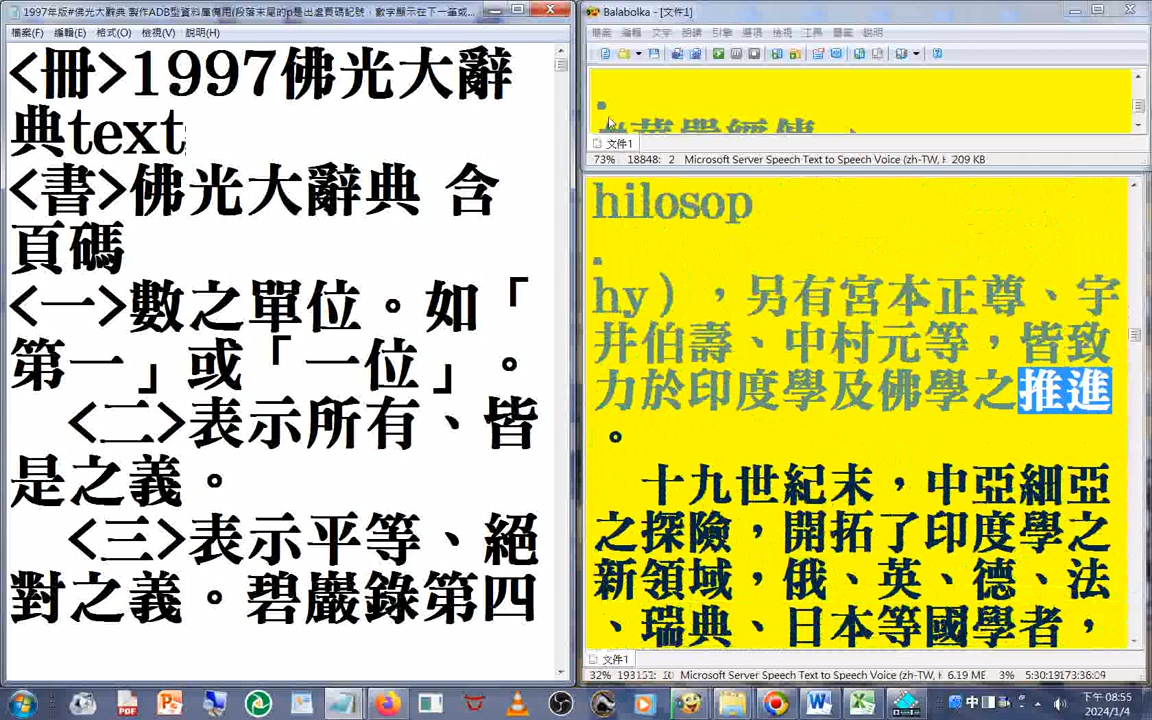 1997年版#佛光大辭典 製作ADB型資料庫備用(段落末尾的p是出處頁碼記號，數字顯示在下一筆或...
檔案(F) 編輯(E) 格式(O) 檢視(V) 說明(H)
<冊>1997佛光大辭
典text
<書>佛光大辭典 含
頁碼
<一>數之單位。如「
第一」或「一位」。
<二>表示所有、皆
是之義。
<三>表示平等、絕
對之義。碧巖錄第四
Balabolka - [文件1]
檔案 編輯 文字 朗讀 引擎 選項 檢視 工具 書籤 說明
文件1
73% 18848: 2 Microsoft Server Speech Text to Speech Voice (zh-TW, H 209 KB
hilosop
.
hy），另有宮本正尊、宇
井伯壽、中村元等，皆致
力於印度學及佛學之推進
。
十九世紀末，中亞細亞
之探險，開拓了印度學之
新領域，俄、英、德、法
、瑞典、日本等國學者，
文件1
Microsoft Server Speech Text to Speech Voice (zh-TW, H 6.19 MB 3% 5:30:19173:36:09
中
下午 08:55
2024/1/4